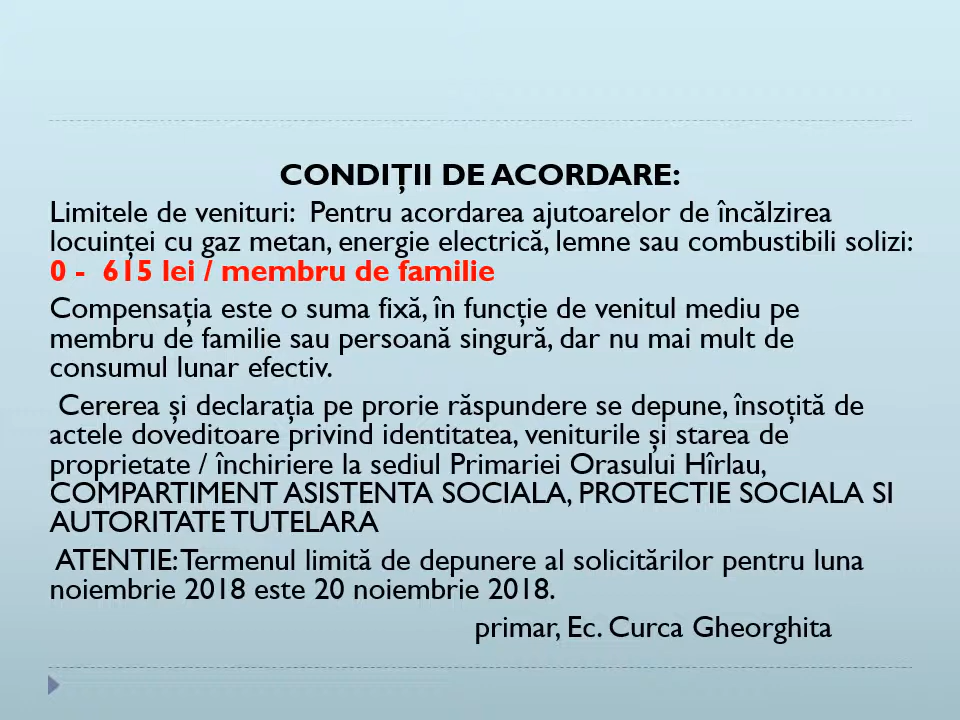 CONDIȚII DE ACORDARE:
Limitele de venituri: Pentru acordarea ajutoarelor de încălzirea
locuinței cu gaz metan, energie electrică, lemne sau combustibili solizi:
0 - 615 lei / membru de familie
Compensația este o suma fixă, în funcție de venitul mediu pe
membru de familie sau persoană singură, dar nu mai mult de
consumul lunar efectiv.
Cererea și declarația pe prorie răspundere se depune, însoțită de
actele doveditoare privind identitatea, veniturile și starea de
proprietate / închiriere la sediul Primariei Orasului Hîrlau,
COMPARTIMENT ASISTENTA SOCIALA, PROTECTIE SOCIALA SI
AUTORITATE TUTELARA
ATENTIE: Termenul limită de depunere al solicitărilor pentru luna
noiembrie 2018 este 20 noiembrie 2018.
primar, Ec. Curca Gheorghita